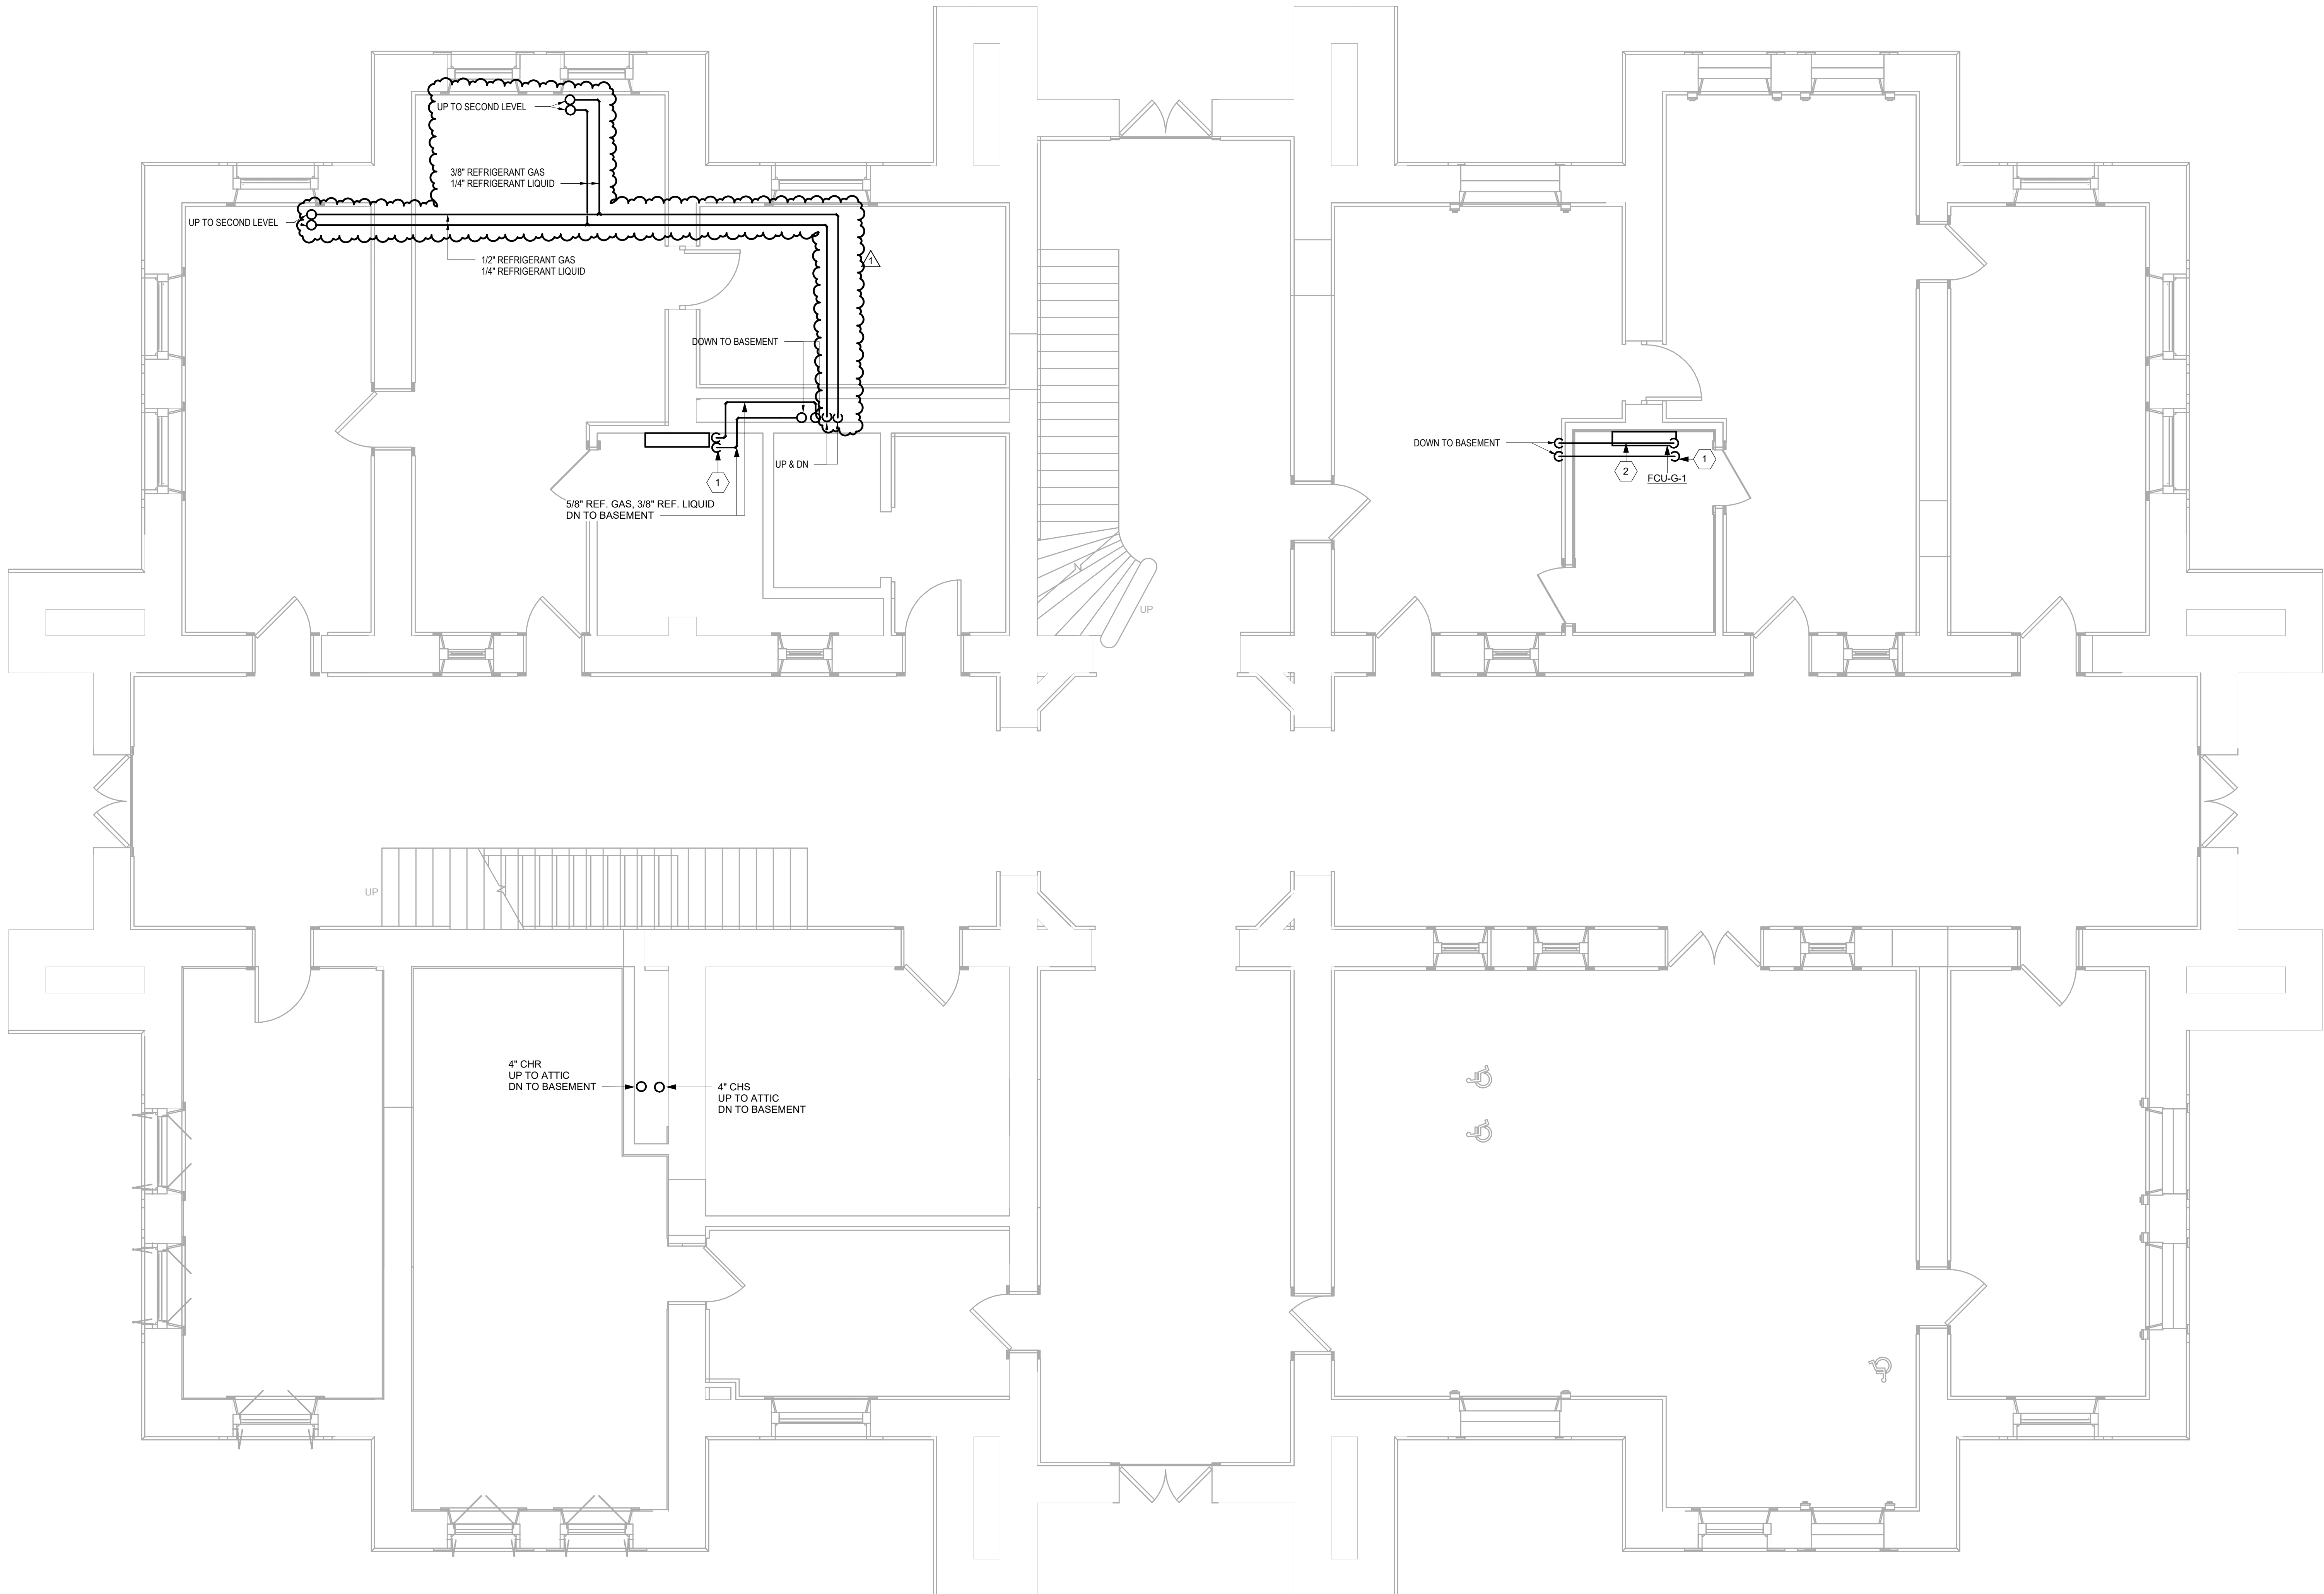 UP TO SECOND LEVEL
3/8" REFRIGERANT GAS
1/4" REFRIGERANT LIQUID
UP TO SECOND LEVEL
1/2" REFRIGERANT GAS
1/4" REFRIGERANT LIQUID
1
DOWN TO BASEMENT
UP & DN
1
5/8" REF. GAS, 3/8" REF. LIQUID
DN TO BASEMENT
DOWN TO BASEMENT
2
1
FCU-G-1
UP
UP
4" CHR
UP TO ATTIC
DN TO BASEMENT
4" CHS
UP TO ATTIC
DN TO BASEMENT